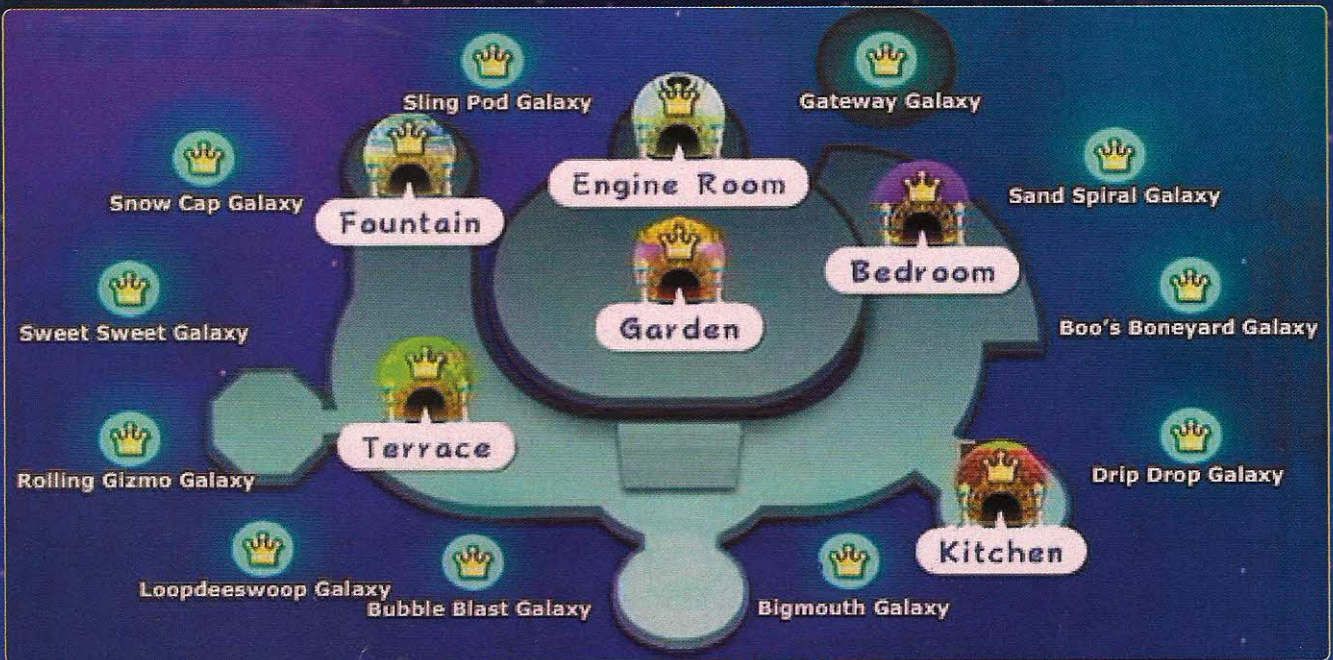 Sling Pod Galaxy
Gateway Galaxy
Engine Room
Snow Cap Galaxy
Fountain
Sand Spiral Galaxy
Bedroom
Garden
Sweet Sweet Galaxy
Boo's Boneyard Galaxy
Terrace
Rolling Gizmo Galaxy
Drip Drop Galaxy
Kitchen
Loopdeeswoop Galaxy
Bubble Blast Galaxy
Bigmouth Galaxy